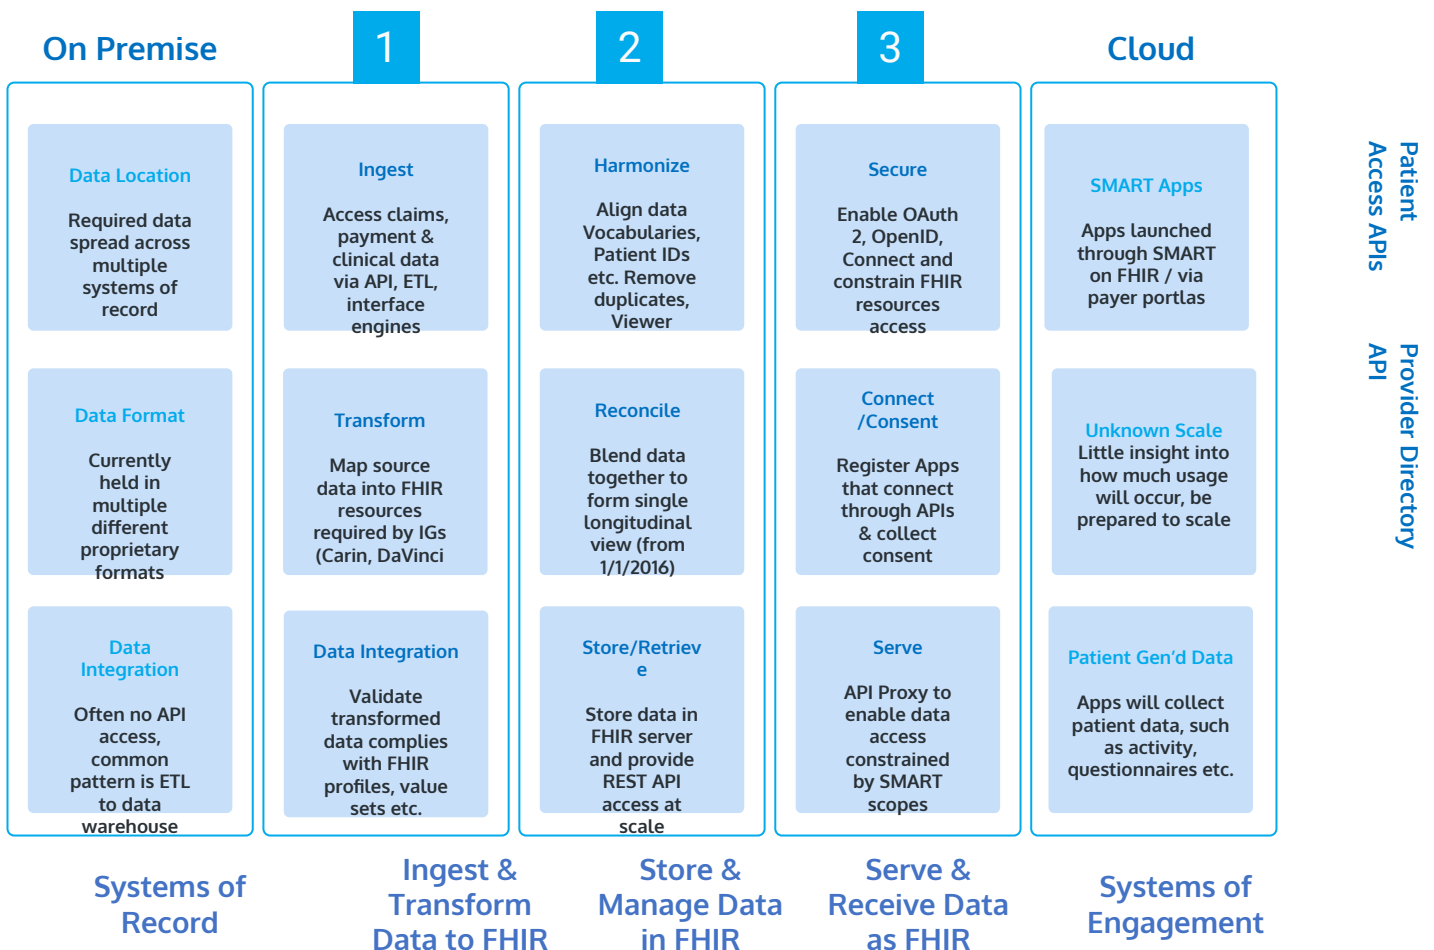 On Premise
1
2
3
Cloud
Data Location
Required data
spread across
multiple
systems of
record
Data Format
Currently
held in
multiple
different
proprietary
formats
Data
Integration
Often no API
access,
common
pattern is ETL
to data
warehouse
Ingest
Access claims,
payment &
clinical data
via API, ETL,
interface
engines
Transform
Map source
data into FHIR
resources
required by IGs
(Carin, DaVinci
Data Integration
Validate
transformed
data complies
with FHIR
profiles, value
sets etc.
Harmonize
Align data
Vocabularies,
Patient IDs
etc. Remove
duplicates,
Viewer
Reconcile
Blend data
together to
form single
longitudinal
view (from
1/1/2016)
Store/Retriev
e
Store data in
FHIR server
and provide
REST API
access at
scale
Secure
Enable OAuth
2, OpenID,
Connect and
constrain FHIR
resources
access
Connect
/Consent
Register Apps
that connect
through APIs
& collect
consent
Serve
API Proxy to
enable data
access
constrained
by SMART
scopes
SMART Apps
Apps launched
through SMART
on FHIR / via
payer portlas
Unknown Scale
Little insight into
how much usage
will occur, be
prepared to scale
Patient Gen’d Data
Apps will collect
patient data, such
as activity,
questionnaires etc.
Patient
Access APIs
Provider Directory
API
Systems of
Record
Ingest &
Transform
Data to FHIR
Store &
Manage Data
in FHIR
Serve &
Receive Data
as FHIR
Systems of
Engagement